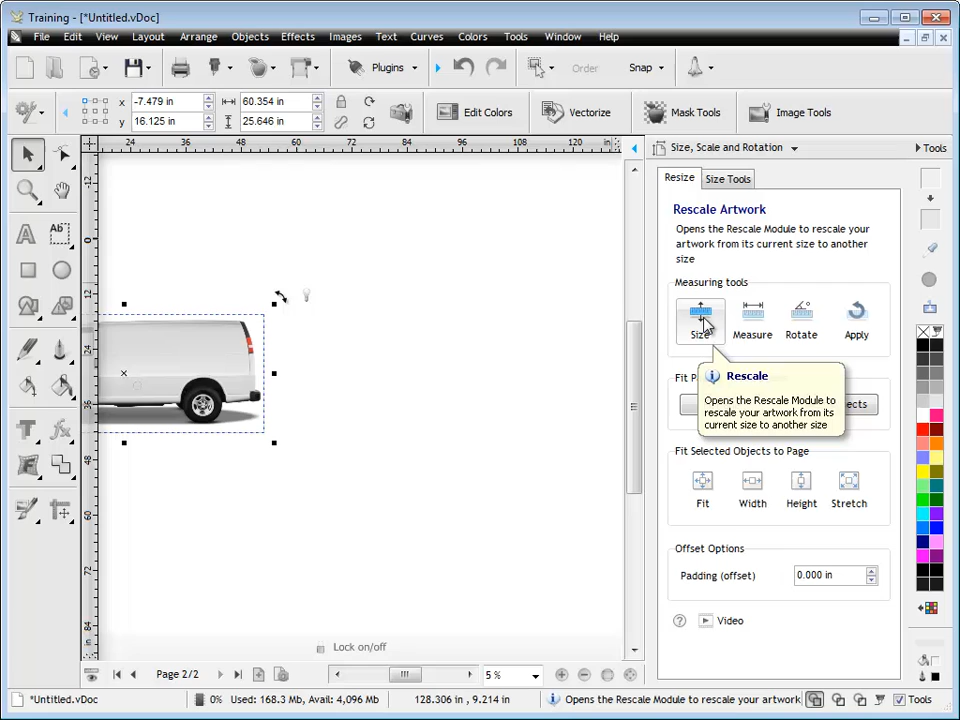 Training - [*Untitled.vDoc]
File Edit View Layout Arrange Objects Effects Images Text Curves Colors Tools Window Help
Plugins Order Snap
x -7.479 in 60.354 in
y 16.125 in 25.646 in
Edit Colors Vectorize Mask Tools Image Tools
24 36 48 60 72 84 96 108 120 in
Size, Scale and Rotation Tools
Resize Size Tools
Rescale Artwork
Opens the Rescale Module to rescale your
artwork from its current size to another
size
Measuring tools
Size Measure Rotate Apply
Rescale
Opens the Rescale Module to
rescale your artwork from its
current size to another size
Fit Selected Objects to Page
Fit Width Height Stretch
Offset Options
Padding (offset) 0.000 in
Video
Lock on/off
Page 2/2 5 %
*Untitled.vDoc 0% Used: 168.3 Mb, Avail: 4,096 Mb 128.306 in , 9.214 in Opens the Rescale Module to rescale your artwork Tools